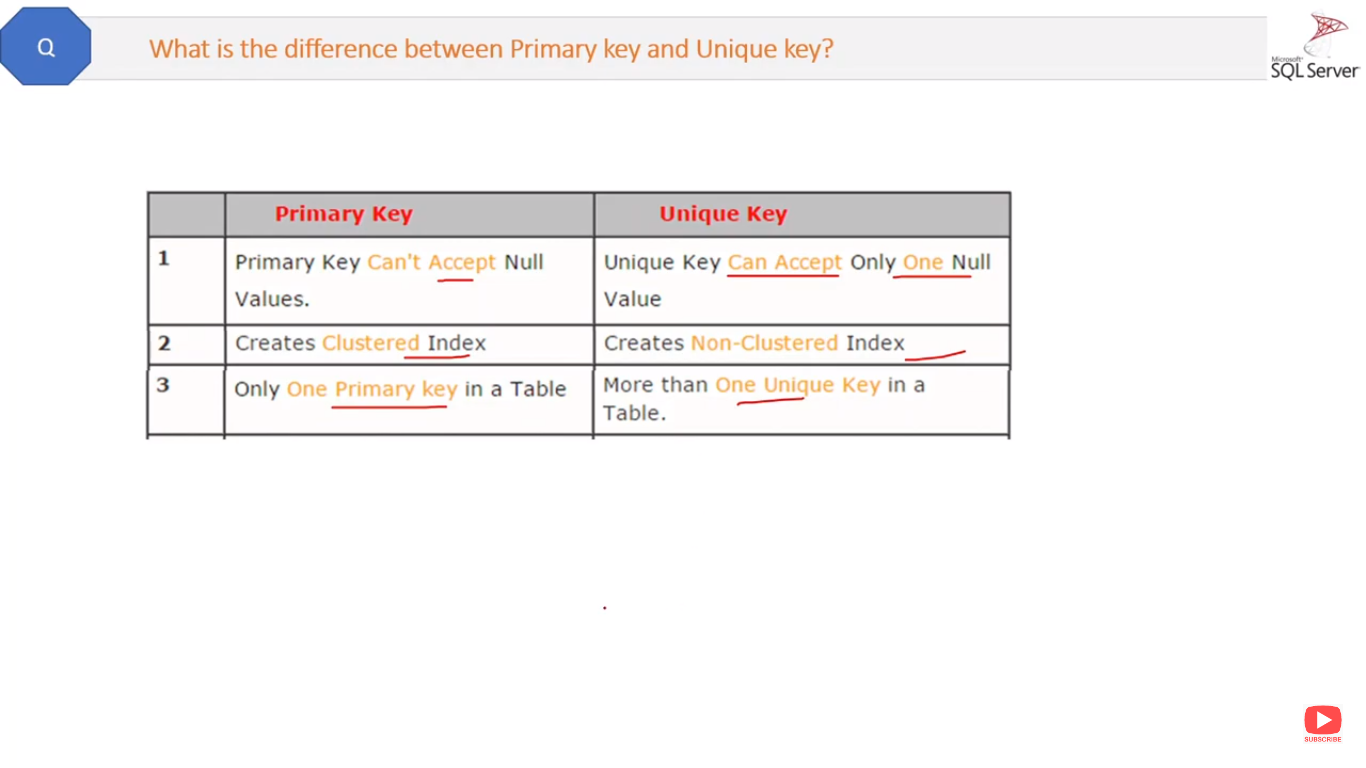 Q
What is the difference between Primary key and Unique key?
Microsoft®
SQL Server
Primary Key
Unique Key
1
Primary Key Can't Accept Null
Values.
Unique Key Can Accept Only One Null
Value
2
Creates Clustered Index
Creates Non-Clustered Index
3
Only One Primary key in a Table
More than One Unique Key in a
Table.
SUBSCRIBE